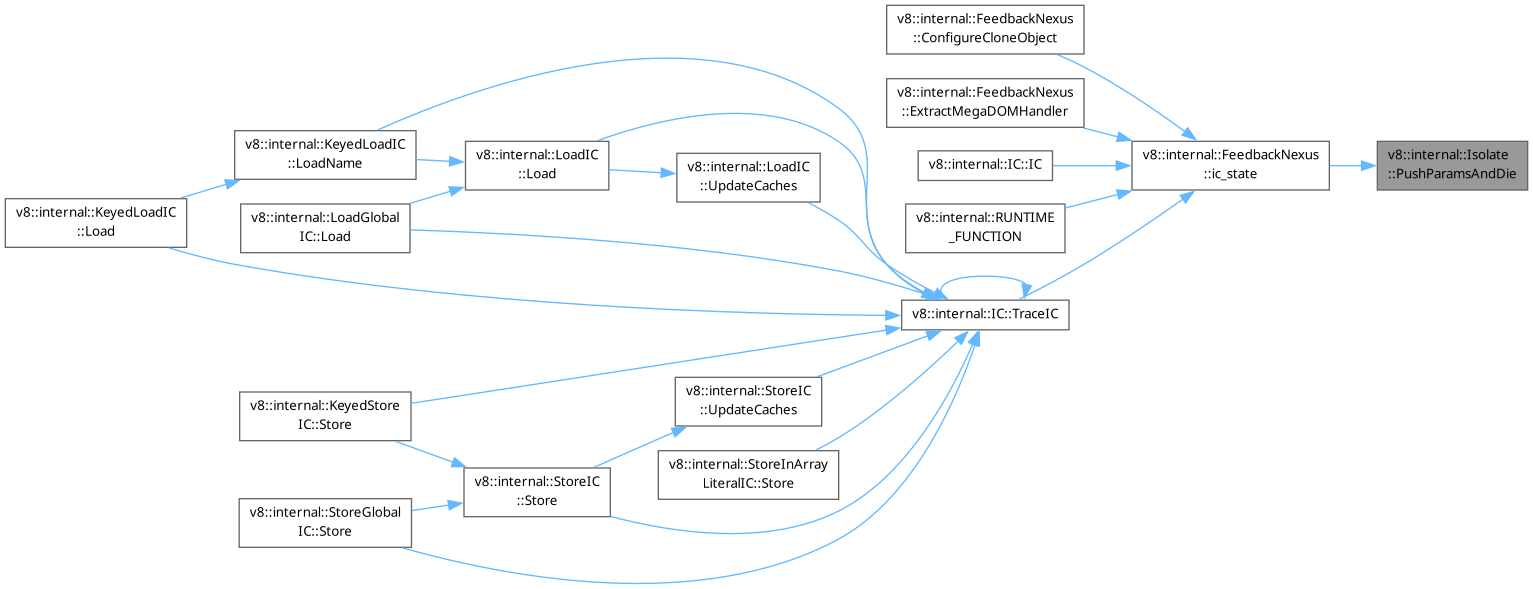 v8::internal::FeedbackNexus
::ConfigureCloneObject
v8::internal::FeedbackNexus
::ExtractMegaDOMHandler
v8::internal::KeyedLoadIC
::LoadName
v8::internal::LoadIC
::Load
v8::internal::LoadIC
::UpdateCaches
v8::internal::IC::IC
v8::internal::FeedbackNexus
::ic_state
v8::internal::Isolate
::PushParamsAndDie
v8::internal::KeyedLoadIC
::Load
v8::internal::LoadGlobal
IC::Load
v8::internal::RUNTIME
_FUNCTION
v8::internal::IC::TraceIC
v8::internal::KeyedStore
IC::Store
v8::internal::StoreIC
::UpdateCaches
v8::internal::StoreInArray
LiteralIC::Store
v8::internal::StoreIC
::Store
v8::internal::StoreGlobal
IC::Store